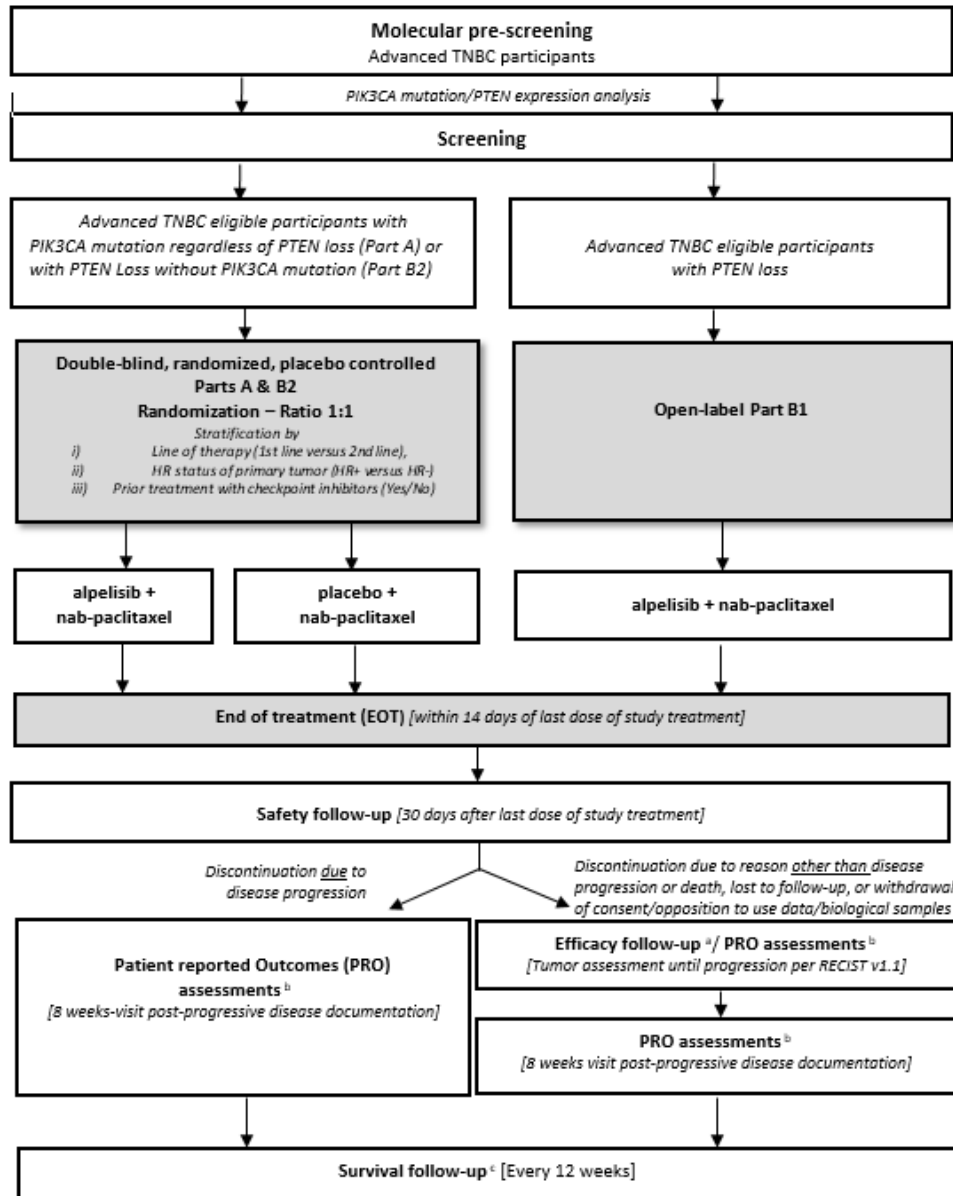 Molecular pre-screening
Advanced TNBC participants
PIK3CA mutation/PTEN expression analysis
Screening
Advanced TNBC eligible participants with
PIK3CA mutation regardless of PTEN loss (Part A) or
with PTEN Loss without PIK3CA mutation (Part B2)
Advanced TNBC eligible participants
with PTEN loss
Double-blind, randomized, placebo controlled
Parts A & B2
Randomization – Ratio 1:1
Stratification by
i) Line of therapy (1st line versus 2nd line),
ii) HR status of primary tumor (HR+ versus HR-)
iii) Prior treatment with checkpoint inhibitors (Yes/No)
Open-label Part B1
alpelisib +
nab-paclitaxel
placebo +
nab-paclitaxel
alpelisib + nab-paclitaxel
End of treatment (EOT) [within 14 days of last dose of study treatment]
Safety follow-up [30 days after last dose of study treatment]
Discontinuation due to
disease progression
Discontinuation due to reason other than disease
progression or death, lost to follow-up, or withdrawal
of consent/opposition to use data/biological samples
Patient reported Outcomes (PRO)
assessments b
[8 weeks-visit post-progressive disease documentation]
Efficacy follow-up a/ PRO assessments b
[Tumor assessment until progression per RECIST v1.1]
PRO assessments b
[8 weeks visit post-progressive disease documentation]
Survival follow-up c [Every 12 weeks]